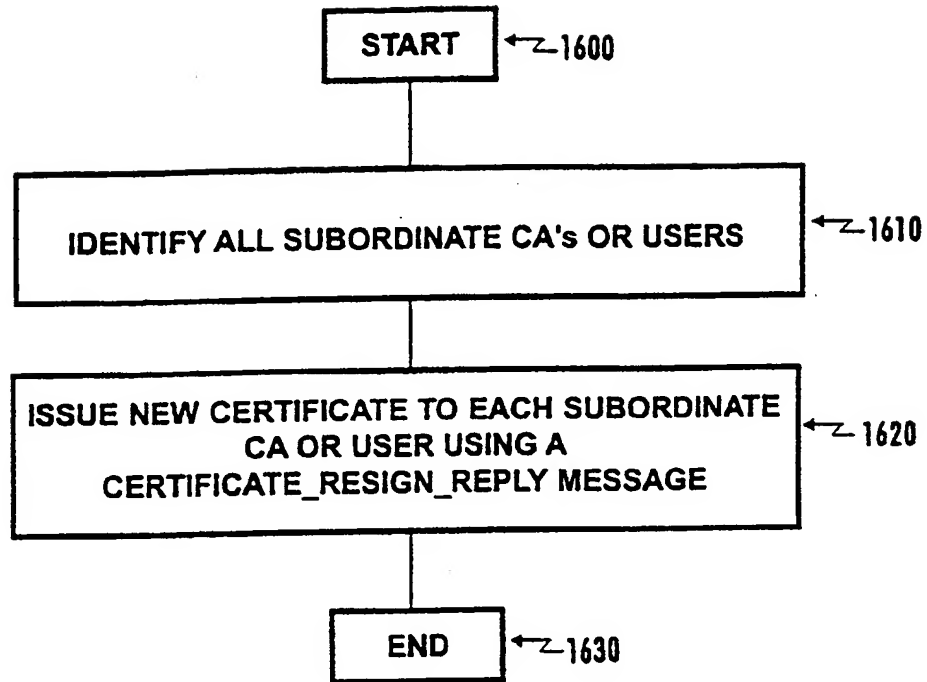 START
1600
IDENTIFY ALL SUBORDINATE CA's OR USERS
1610
ISSUE NEW CERTIFICATE TO EACH SUBORDINATE
CA OR USER USING A
CERTIFICATE_RESIGN_REPLY MESSAGE
1620
END
1630